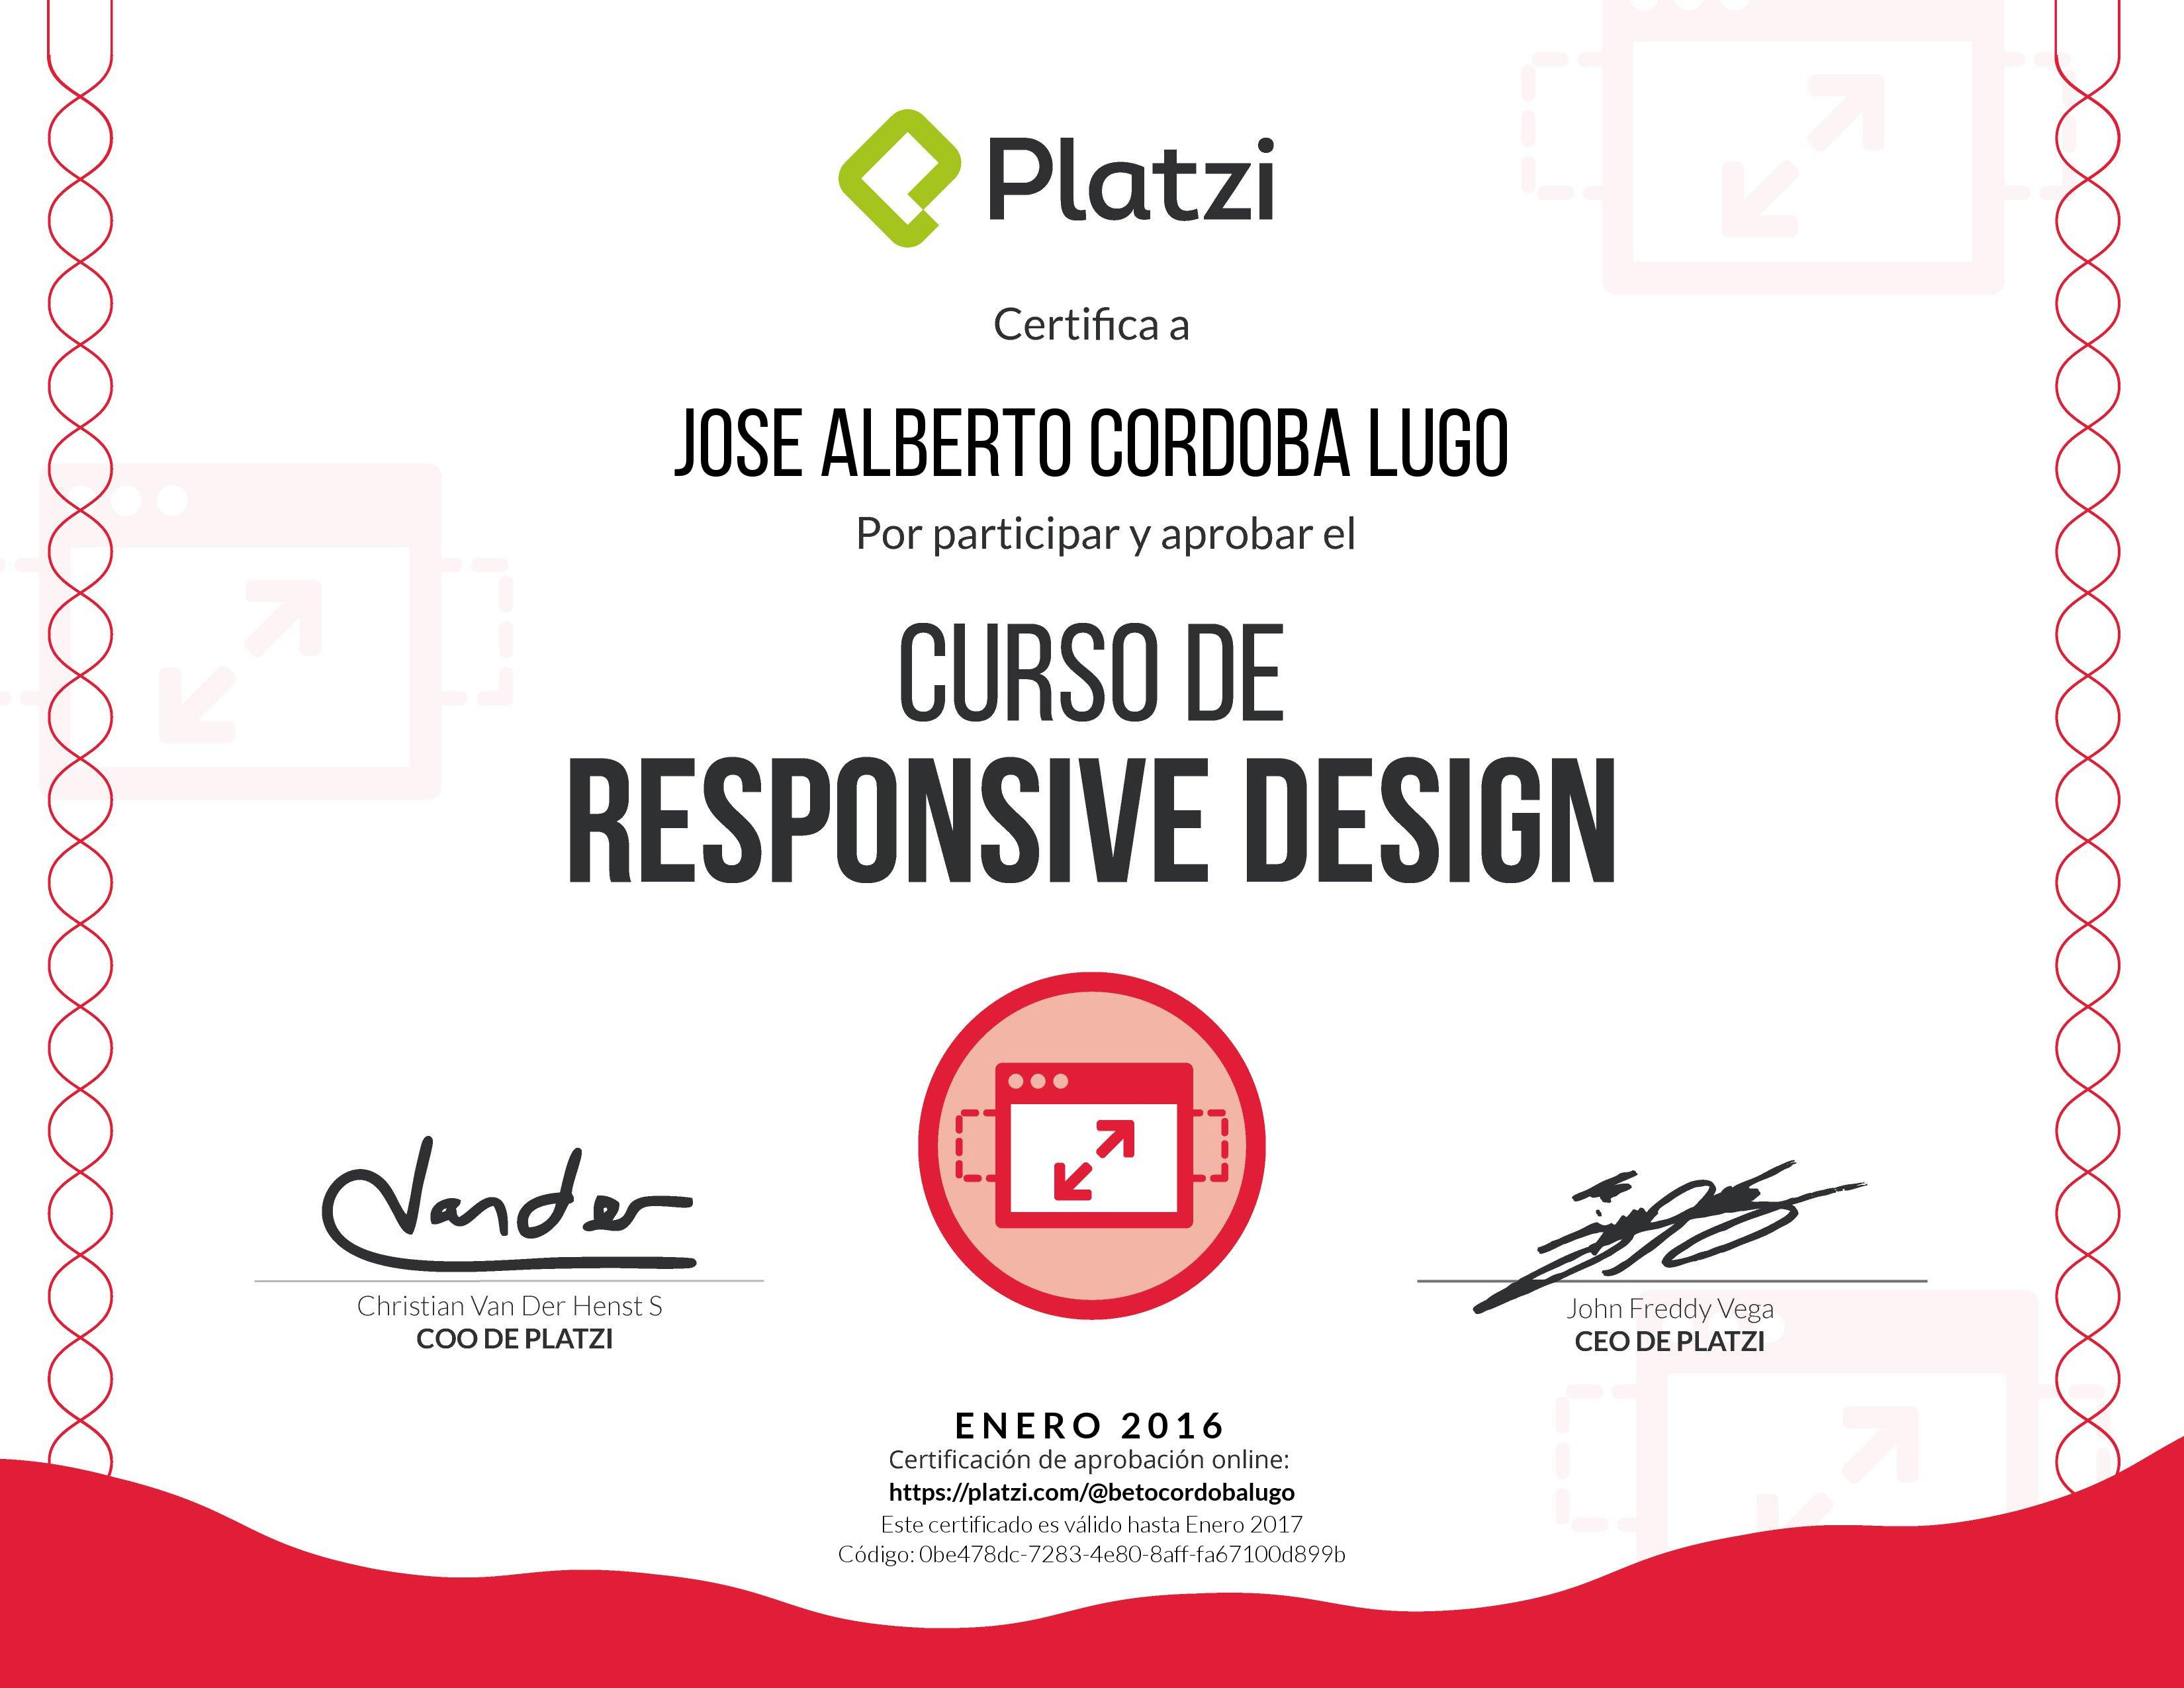 Platzi
Certifica a
JOSE ALBERTO CORDOBA LUGO
Por participar y aprobar el
CURSO DE
RESPONSIVE DESIGN
Vander
Christian Van Der Henst S
COO DE PLATZI
John Freddy Vega
CEO DE PLATZI
ENERO 2016
Certificación de aprobación online:
https://platzi.com/@betocordobalugo
Este certificado es válido hasta Enero 2017
Código: 0be478dc-7283-4e80-8aff-fa67100d899b